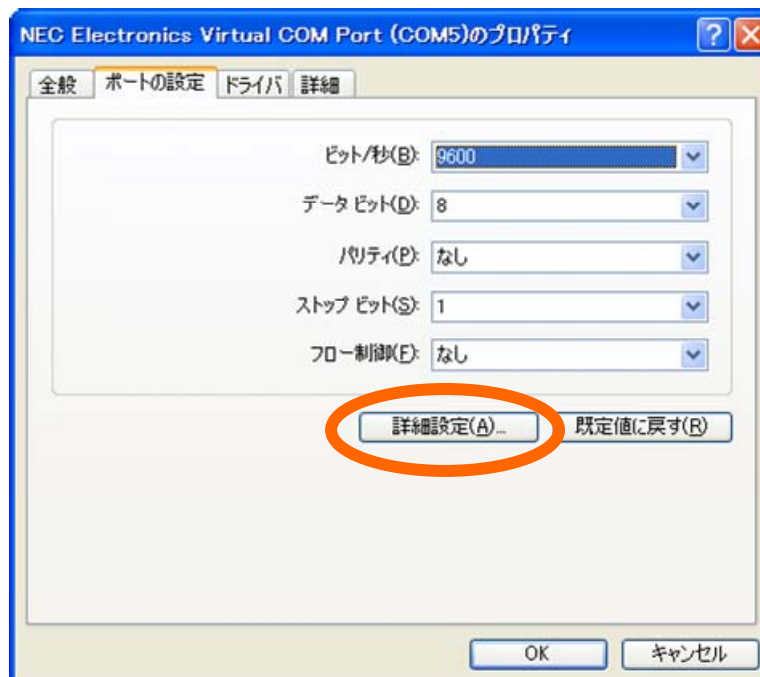 NEC Electronics Virtual COM Port (COM5)のプロパティ
全般 ポートの設定 ドライバ 詳細
ビット/秒(B): 9600
データ ビット(D): 8
パリティ(P): なし
ストップ ビット(S): 1
フロー制御(F): なし
詳細設定(A)... 既定値に戻す(R)
OK キャンセル